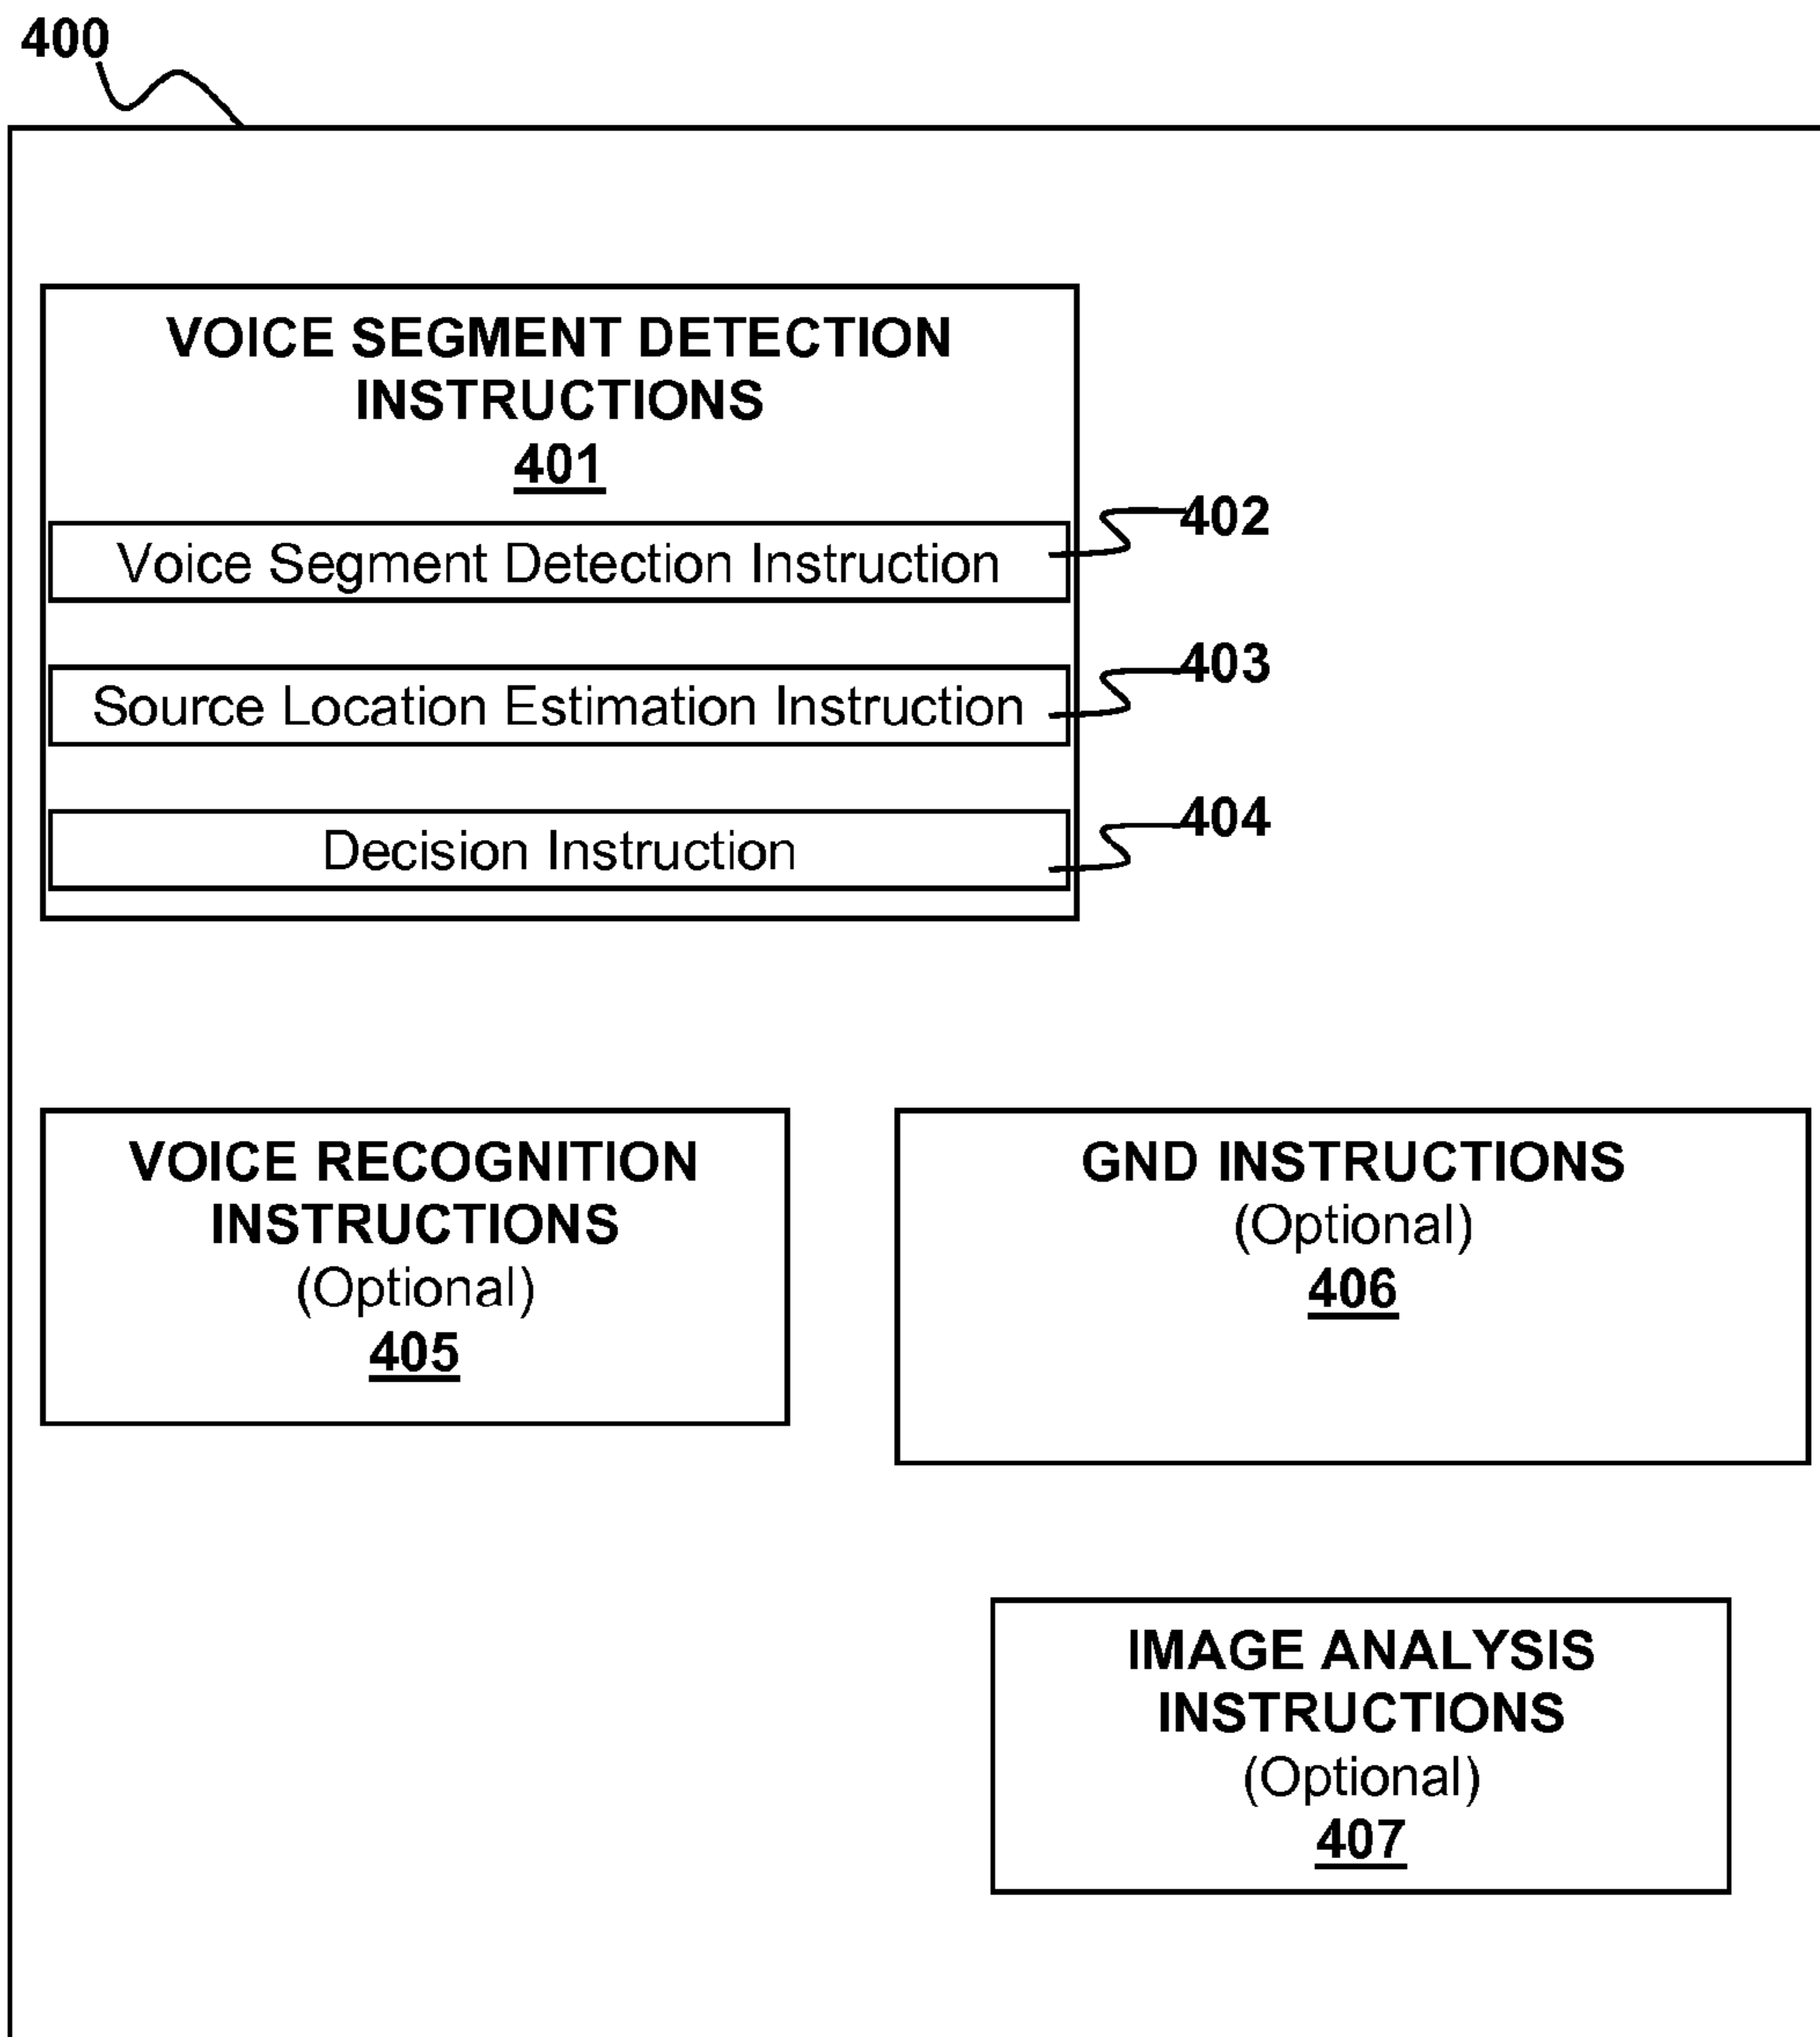 400
VOICE SEGMENT DETECTION
INSTRUCTIONS
401
402
Voice Segment Detection Instruction
403
Source Location Estimation Instruction
404
Decision Instruction
VOICE RECOGNITION
INSTRUCTIONS
(Optional)
405
GND INSTRUCTIONS
(Optional)
406
IMAGE ANALYSIS
INSTRUCTIONS
(Optional)
407